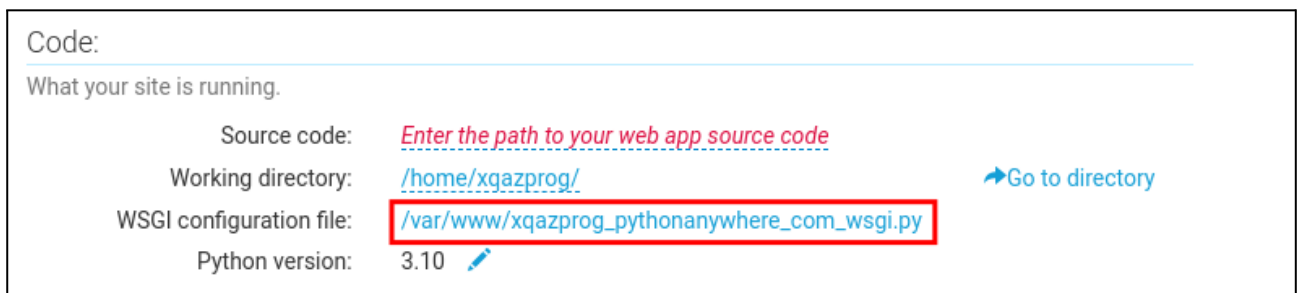 Code:
What your site is running.
Source code: Enter the path to your web app source code
Working directory: /home/xqazprog/ Go to directory
WSGI configuration file: /var/www/xqazprog_pythonanywhere_com_wsgi.py
Python version: 3.10